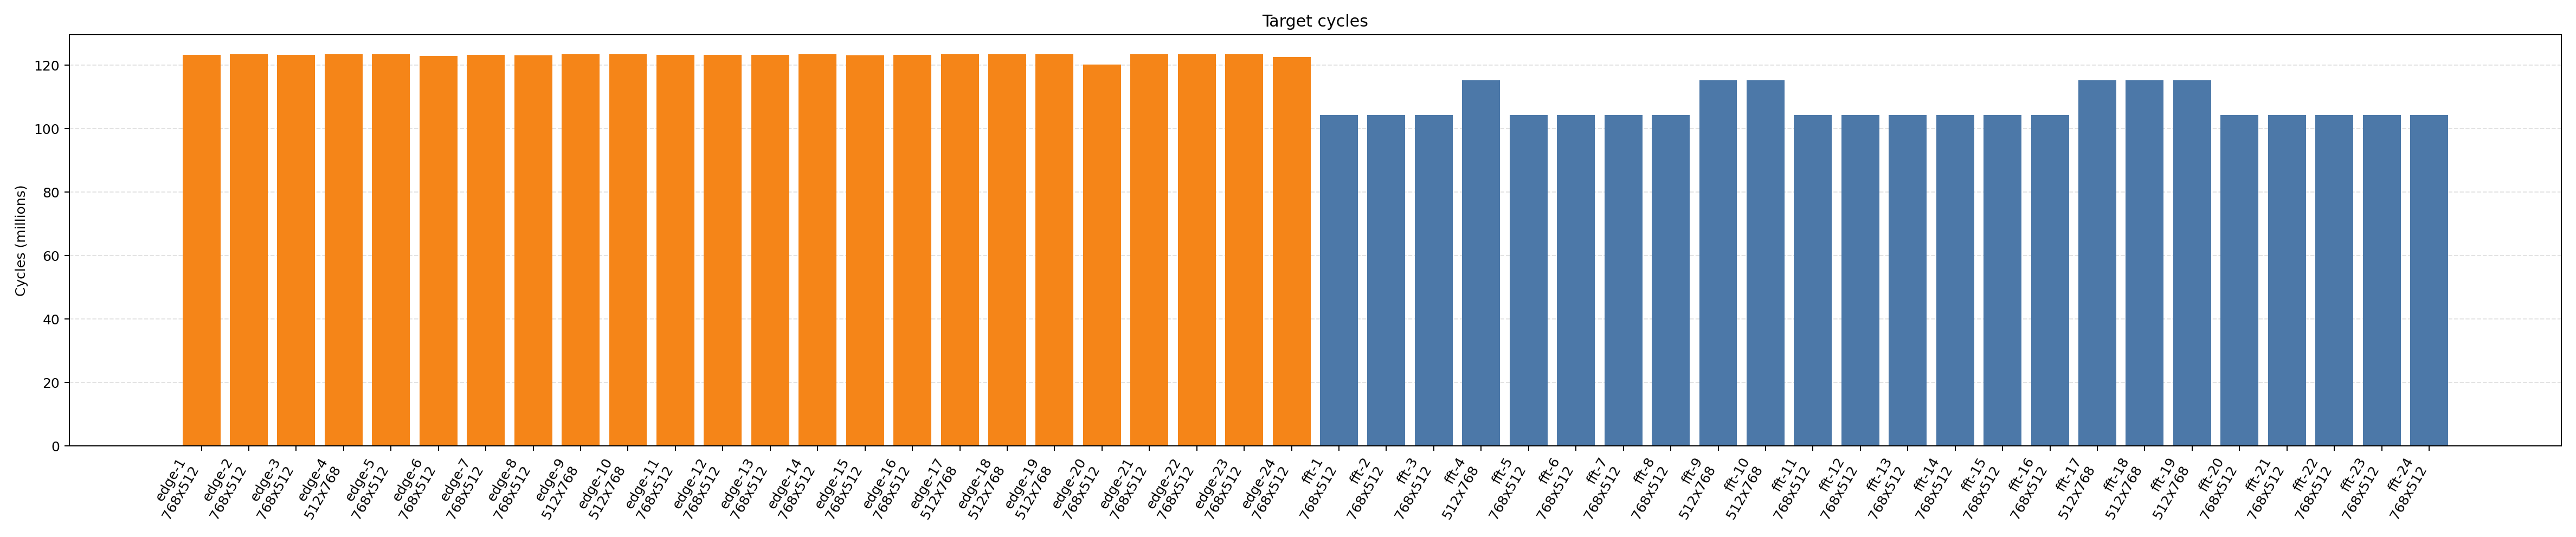 Target cycles
Cycles (millions)
120
100
80
60
40
20
0
edge-1
768x512
edge-2
768x512
edge-3
768x512
edge-4
512x768
edge-5
768x512
edge-6
768x512
edge-7
768x512
edge-8
768x512
edge-9
512x768
edge-10
512x768
edge-11
768x512
edge-12
768x512
edge-13
768x512
edge-14
768x512
edge-15
768x512
edge-16
768x512
edge-17
512x768
edge-18
512x768
edge-19
512x768
edge-20
768x512
edge-21
768x512
edge-22
768x512
edge-23
768x512
edge-24
768x512
fft-1
768x512
fft-2
768x512
fft-3
768x512
fft-4
512x768
fft-5
768x512
fft-6
768x512
fft-7
768x512
fft-8
768x512
fft-9
512x768
fft-10
512x768
fft-11
768x512
fft-12
768x512
fft-13
768x512
fft-14
768x512
fft-15
768x512
fft-16
768x512
fft-17
512x768
fft-18
512x768
fft-19
512x768
fft-20
768x512
fft-21
768x512
fft-22
768x512
fft-23
768x512
fft-24
768x512